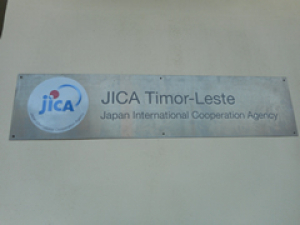 jicA
JICA Timor-Leste
Japan International Cooperation Agency